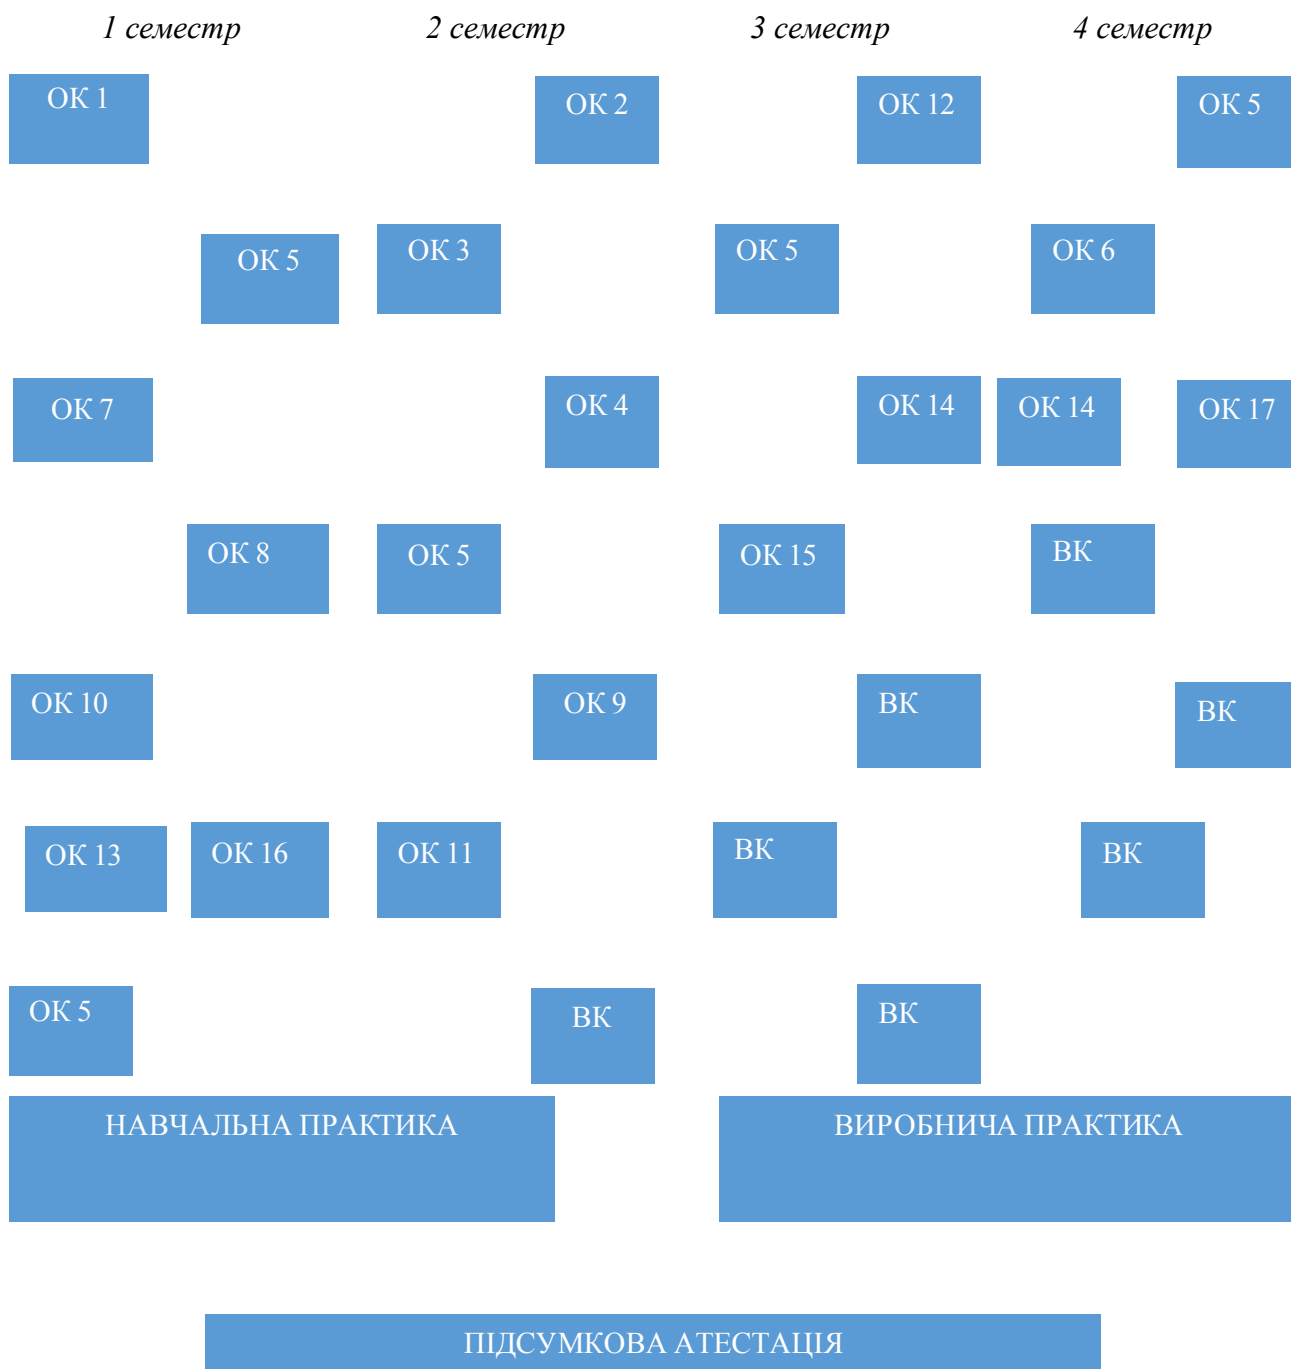 1 семестр
2 семестр
3 семестр
4 семестр
ОК 1
ОК 2
ОК 12
ОК 5
ОК 5
ОК 3
ОК 5
ОК 6
ОК 7
ОК 4
ОК 14
ОК 14
ОК 17
ОК 8
ОК 5
ОК 15
ВК
ОК 10
ОК 9
ВК
ВК
ОК 13
ОК 16
ОК 11
ВК
ВК
ОК 5
ВК
ВК
НАВЧАЛЬНА ПРАКТИКА
ВИРОБНИЧА ПРАКТИКА
ПІДСУМКОВА АТЕСТАЦІЯ